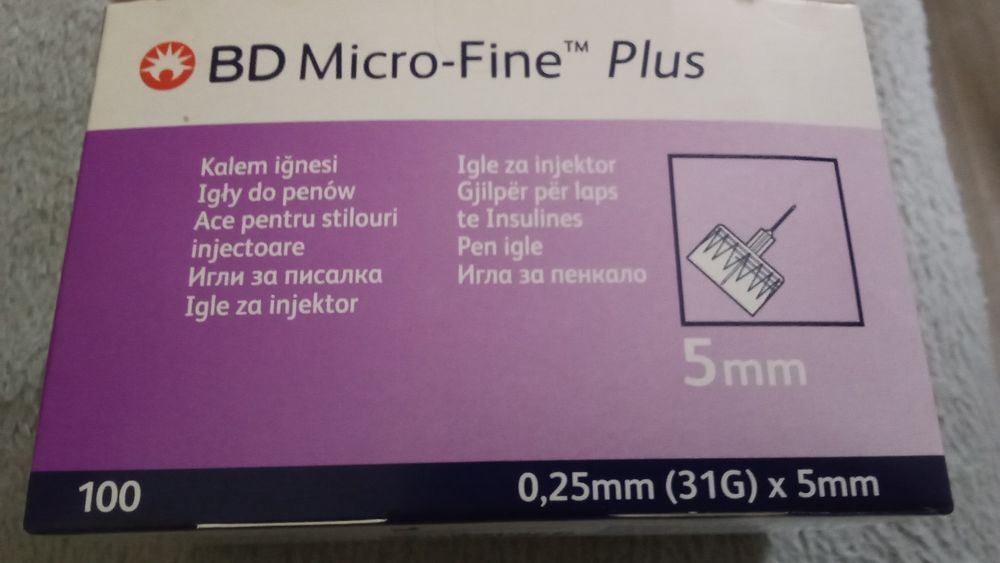 BD Micro-Fine™ Plus
Kalem iğnesi
Igły do penów
Ace pentru stilouri
injectoare
Игли за писалка
Igle za injektor
Igle za injektor
Gjilpër për laps
te Insulines
Pen igle
Игла за пенкало
5mm
100
0,25mm (31G) x 5mm